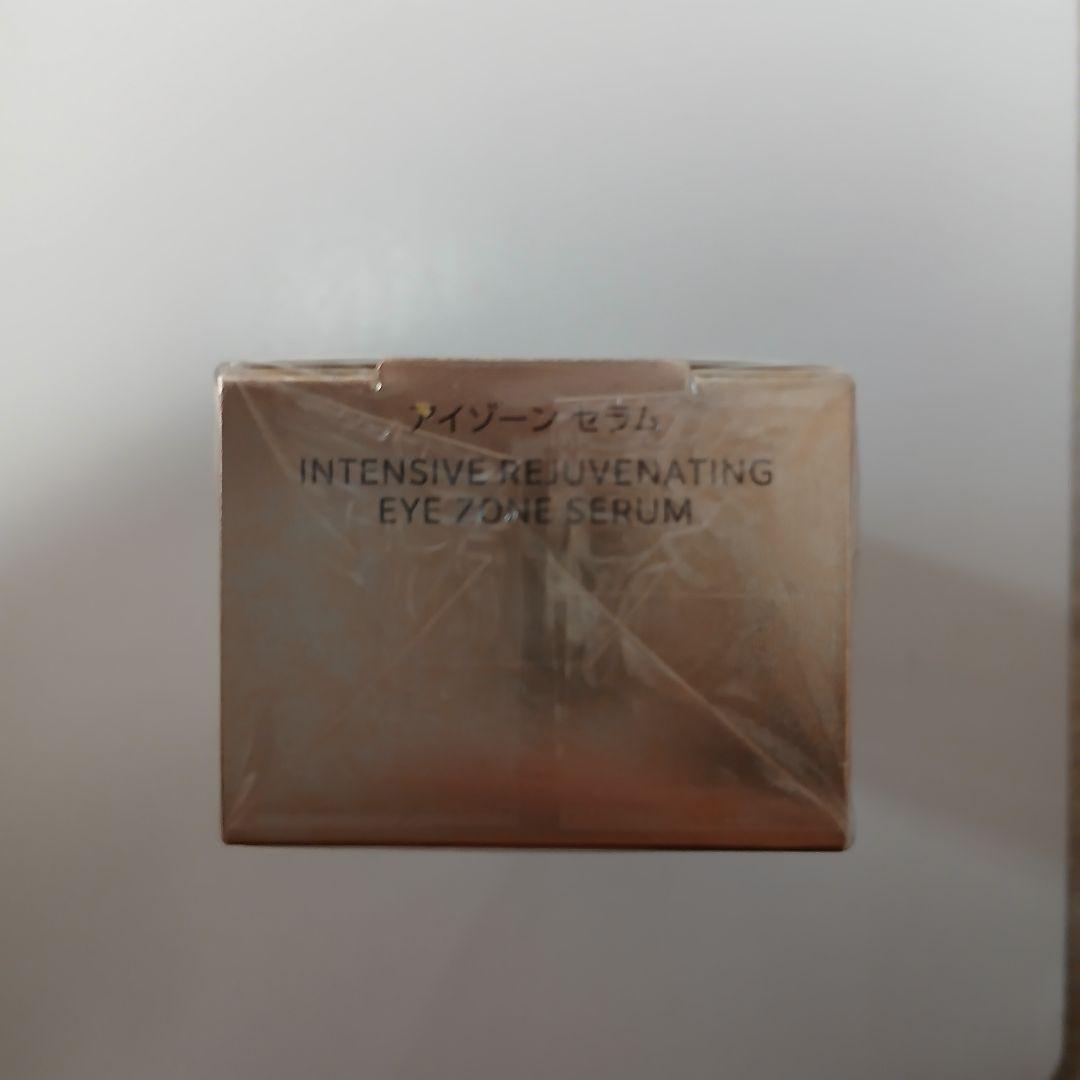 アイゾーン セラム
INTENSIVE REJUVENATING
EYE ZONE SERUM